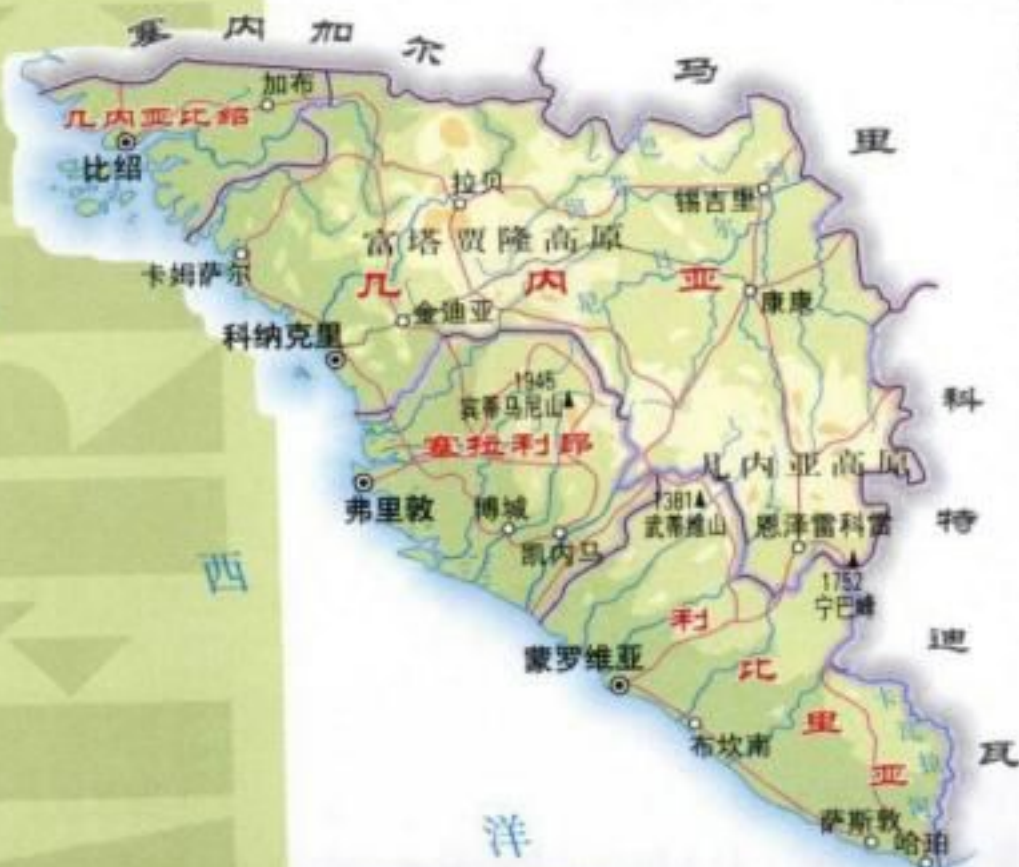 塞内加尔
马里
科特迪瓦
加布
几内亚比绍
比绍
拉贝
锡吉里
富塔贾隆高原
卡姆萨尔
几内亚
金迪亚
康康
科纳克里
1945
宾蒂马尼山
塞拉利昂
几内亚高原
弗里敦
博城
1381
武蒂维山
恩泽雷科雷
凯内马
西
1752
宁巴峰
利比里亚
蒙罗维亚
布坎南
洋
萨斯敦
哈珀